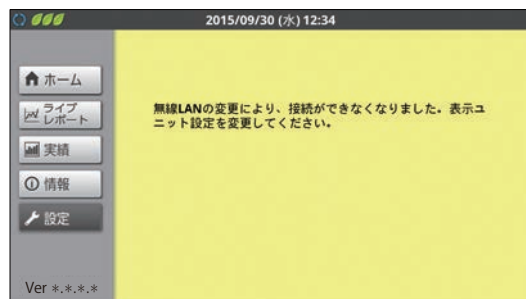 2015/09/30 (水) 12:34
ホーム
ライブ
レポート
実績
情報
設定
Ver *.*.*.*
無線LANの変更により、接続ができなくなりました。表示ユ
ニット設定を変更してください。